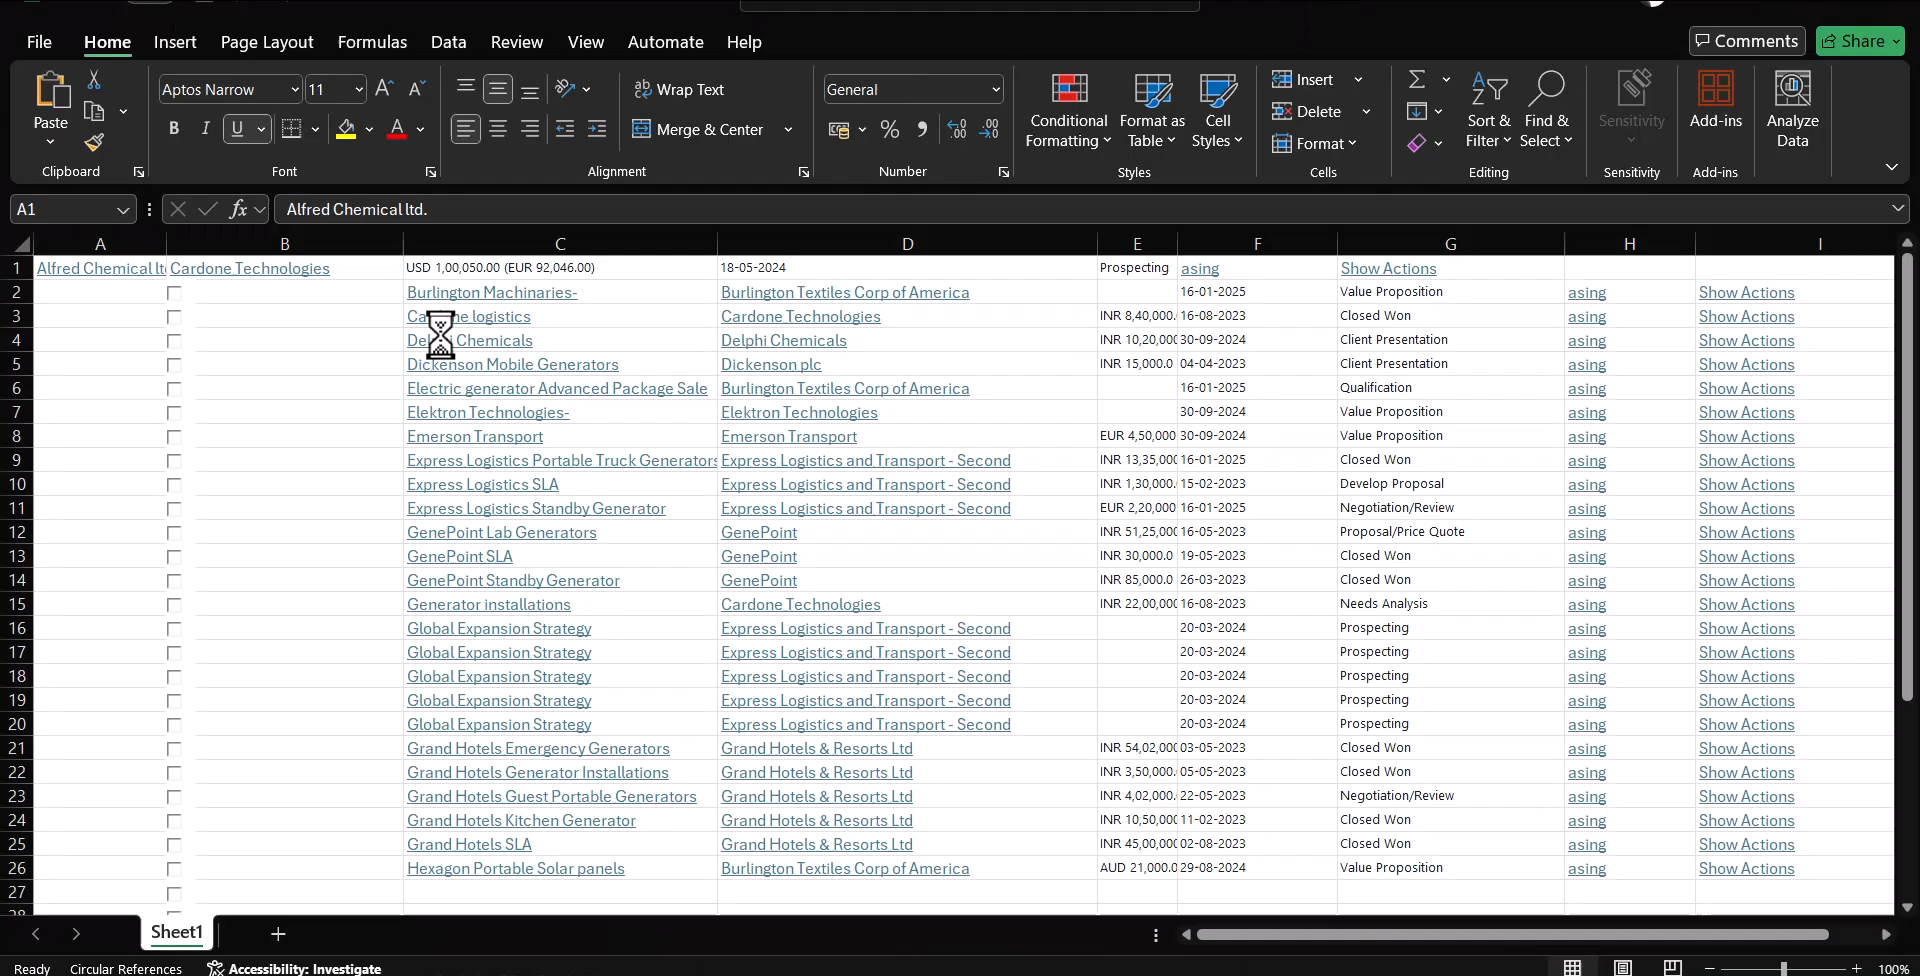 File Home Insert Page Layout Formulas Data Review View Automate Help Comments Share
Paste Aptos Narrow 11 Wrap Text General Conditional Formatting Format as Table Cell Styles Insert Sort & Filter Find & Select Sensitivity Add-ins Analyze Data
B I U A Merge & Center % Delete
Format
Clipboard Font Alignment Number Styles Cells Editing Sensitivity Add-ins
A1 fx Alfred Chemical ltd.
A B C D E F G H I
1 Alfred Chemical lt Cardone Technologies USD 1,00,050.00 (EUR 92,046.00) 18-05-2024 Prospecting asing Show Actions
2 Burlington Machinaries- Burlington Textiles Corp of America 16-01-2025 Value Proposition asing Show Actions
3 logistics Cardone Technologies INR 8,40,000. 16-08-2023 Closed Won asing Show Actions
4 Chemicals Delphi Chemicals INR 10,20,000 30-09-2024 Client Presentation asing Show Actions
5 Dickenson Mobile Generators Dickenson plc INR 15,000.0 04-04-2023 Client Presentation asing Show Actions
6 Electric generator Advanced Package Sale Burlington Textiles Corp of America 16-01-2025 Qualification asing Show Actions
7 Elektron Technologies- Elektron Technologies 30-09-2024 Value Proposition asing Show Actions
8 Emerson Transport Emerson Transport EUR 4,50,000 30-09-2024 Value Proposition asing Show Actions
9 Express Logistics Portable Truck Generators Express Logistics and Transport - Second INR 13,35,000 16-01-2025 Closed Won asing Show Actions
10 Express Logistics SLA Express Logistics and Transport - Second INR 1,30,000. 15-02-2023 Develop Proposal asing Show Actions
11 Express Logistics Standby Generator Express Logistics and Transport - Second EUR 2,20,000 16-01-2025 Negotiation/Review asing Show Actions
12 GenePoint Lab Generators GenePoint INR 51,25,000 16-05-2023 Proposal/Price Quote asing Show Actions
13 GenePoint SLA GenePoint INR 30,000.0 19-05-2023 Closed Won asing Show Actions
14 GenePoint Standby Generator GenePoint INR 85,000.0 26-03-2023 Closed Won asing Show Actions
15 Generator installations Cardone Technologies INR 22,00,000 16-08-2023 Needs Analysis asing Show Actions
16 Global Expansion Strategy Express Logistics and Transport - Second 20-03-2024 Prospecting asing Show Actions
17 Global Expansion Strategy Express Logistics and Transport - Second 20-03-2024 Prospecting asing Show Actions
18 Global Expansion Strategy Express Logistics and Transport - Second 20-03-2024 Prospecting asing Show Actions
19 Global Expansion Strategy Express Logistics and Transport - Second 20-03-2024 Prospecting asing Show Actions
20 Global Expansion Strategy Express Logistics and Transport - Second 20-03-2024 Prospecting asing Show Actions
21 Grand Hotels Emergency Generators Grand Hotels & Resorts Ltd INR 54,02,000 03-05-2023 Closed Won asing Show Actions
22 Grand Hotels Generator Installations Grand Hotels & Resorts Ltd INR 3,50,000. 05-05-2023 Closed Won asing Show Actions
23 Grand Hotels Guest Portable Generators Grand Hotels & Resorts Ltd INR 4,02,000. 22-05-2023 Negotiation/Review asing Show Actions
24 Grand Hotels Kitchen Generator Grand Hotels & Resorts Ltd INR 10,50,000 11-02-2023 Closed Won asing Show Actions
25 Grand Hotels SLA Grand Hotels & Resorts Ltd INR 45,00,000 02-08-2023 Closed Won asing Show Actions
26 Hexagon Portable Solar panels Burlington Textiles Corp of America AUD 21,000.0 29-08-2024 Value Proposition asing Show Actions
27
Sheet1
Ready Circular References Accessibility: Investigate 100%